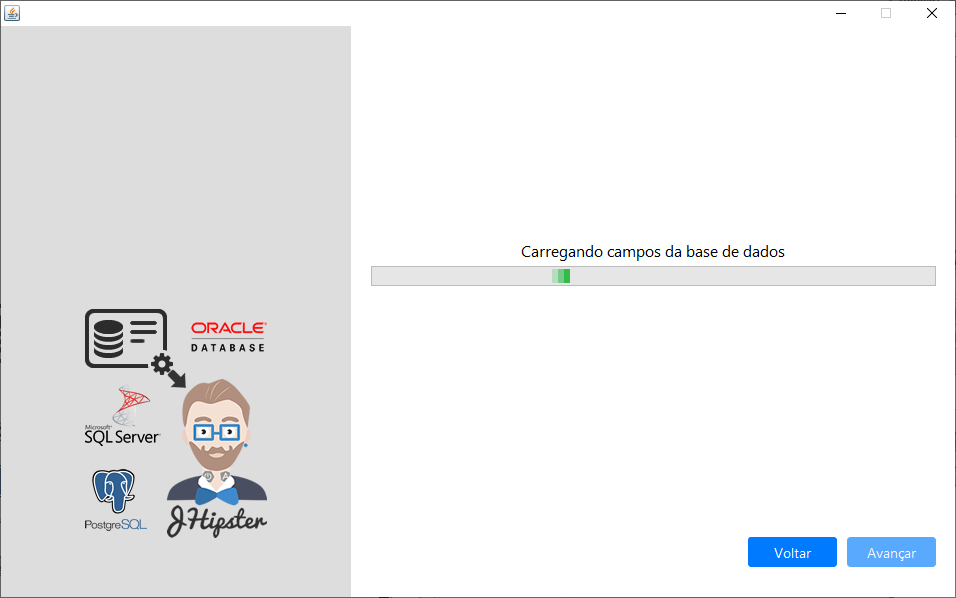 Carregando campos da base de dados
ORACLE
DATABASE
Microsoft
SQL Server
PostgreSQL
JHipster
Voltar
Avançar